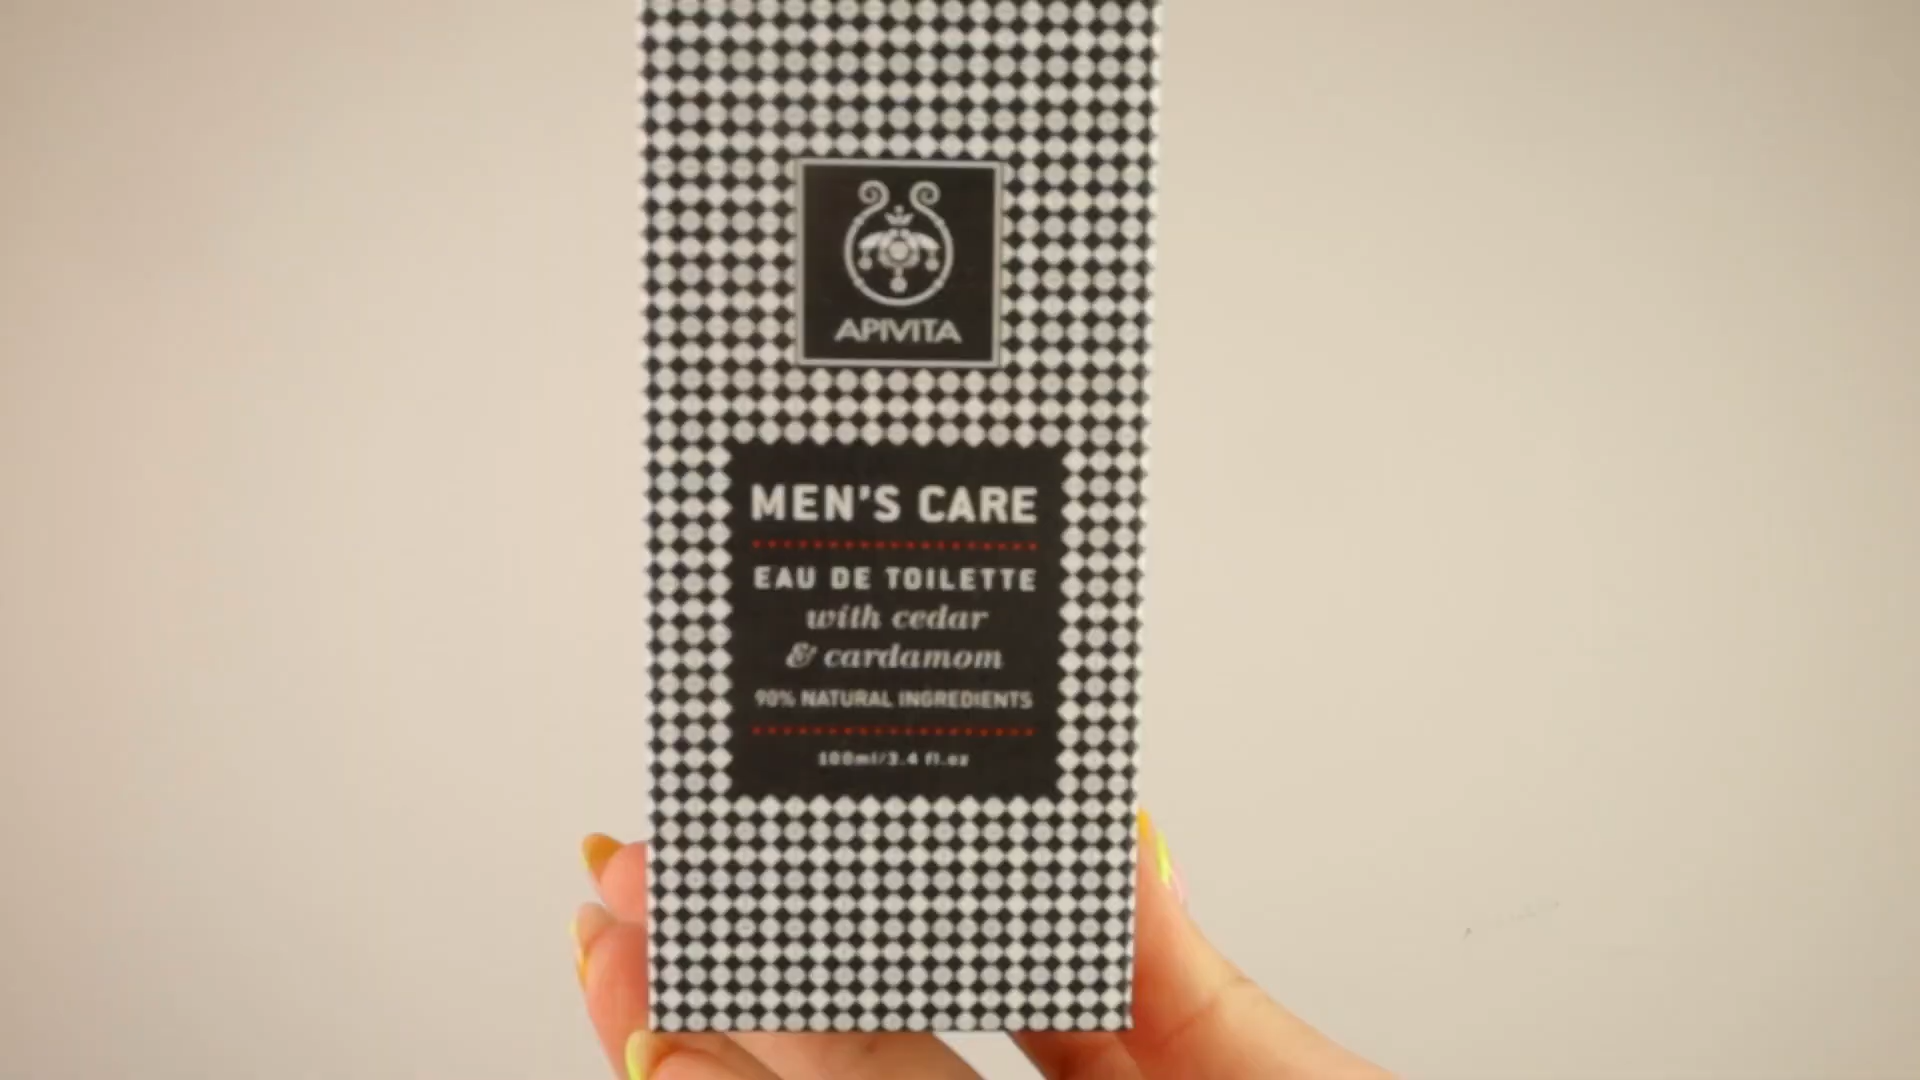 APIVITA
MEN'S CARE
EAU DE TOILETTE
with cedar
& cardamom
90% NATURAL INGREDIENTS
100ml/3.4 fl.oz